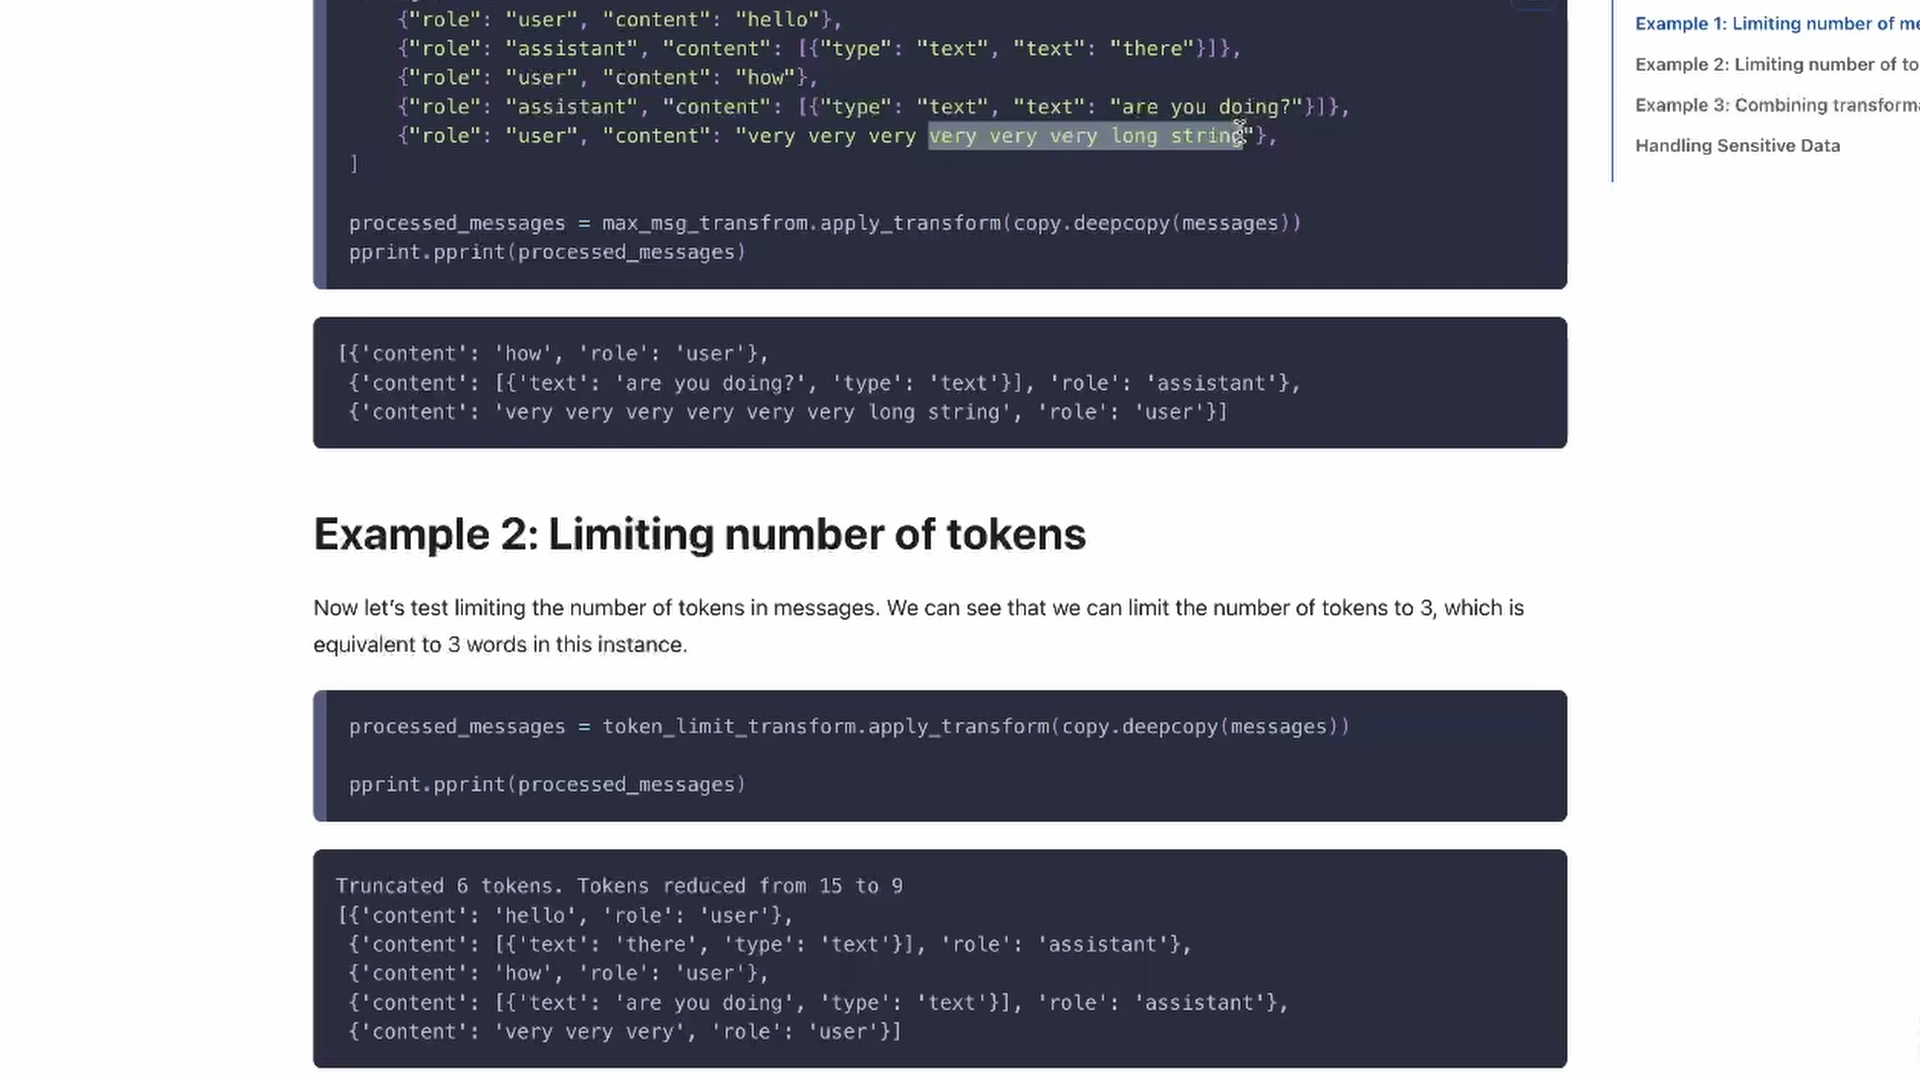 {"role": "user", "content": "hello"},
{"role": "assistant", "content": [{"type": "text", "text": "there"}]},
{"role": "user", "content": "how"},
{"role": "assistant", "content": [{"type": "text", "text": "are you doing?"}]},
{"role": "user", "content": "very very very very very very long string"},
]
processed_messages = max_msg_transfrom.apply_transform(copy.deepcopy(messages))
pprint.pprint(processed_messages)
[{'content': 'how', 'role': 'user'},
{'content': [{'text': 'are you doing?', 'type': 'text'}], 'role': 'assistant'},
{'content': 'very very very very very very long string', 'role': 'user'}]
Example 2: Limiting number of tokens
Now let's test limiting the number of tokens in messages. We can see that we can limit the number of tokens to 3, which is
equivalent to 3 words in this instance.
processed_messages = token_limit_transform.apply_transform(copy.deepcopy(messages))
pprint.pprint(processed_messages)
Truncated 6 tokens. Tokens reduced from 15 to 9
[{'content': 'hello', 'role': 'user'},
{'content': [{'text': 'there', 'type': 'text'}], 'role': 'assistant'},
{'content': 'how', 'role': 'user'},
{'content': [{'text': 'are you doing', 'type': 'text'}], 'role': 'assistant'},
{'content': 'very very very', 'role': 'user'}]
Example 1: Limiting number of me
Example 2: Limiting number of to
Example 3: Combining transforma
Handling Sensitive Data